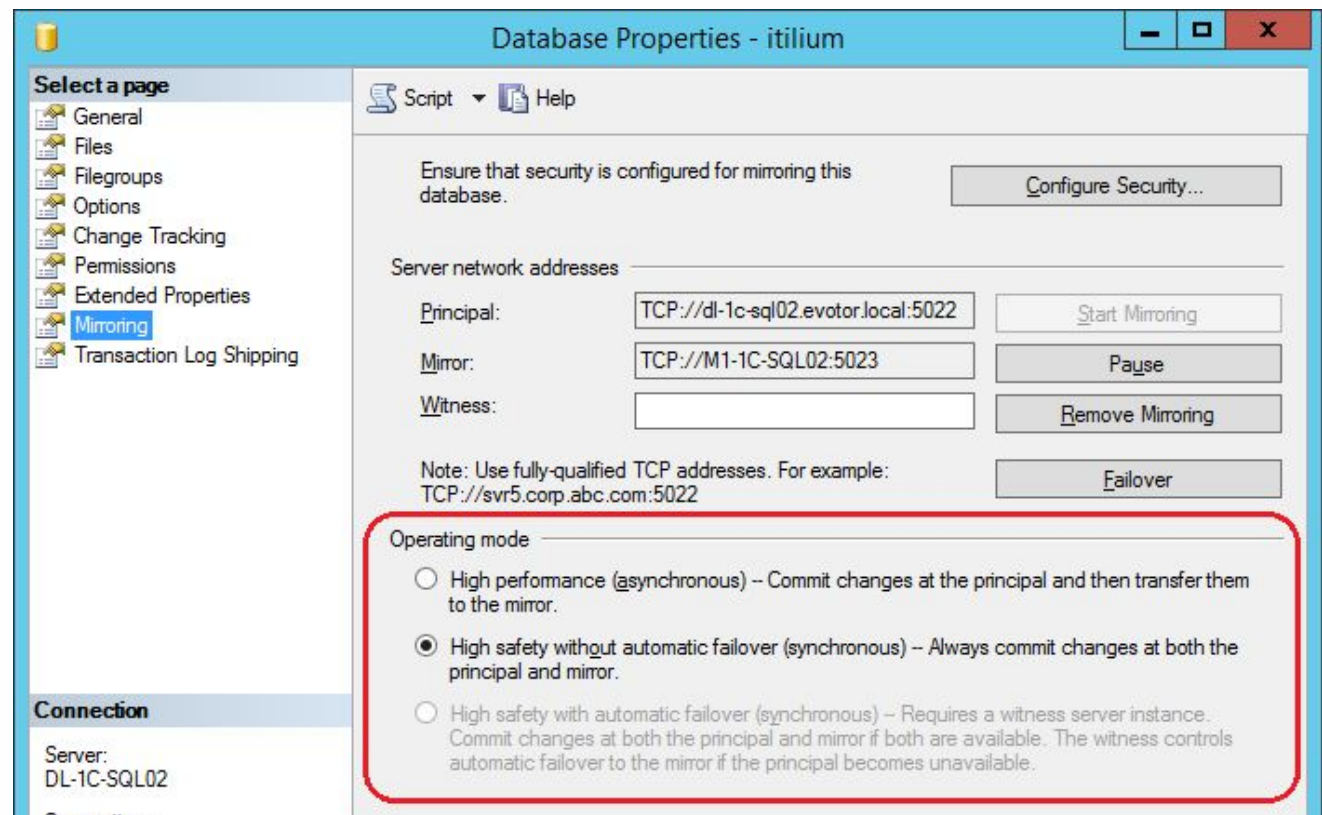 Database Properties - itilium
Select a page
General
Files
Filegroups
Options
Change Tracking
Permissions
Extended Properties
Mirroring
Transaction Log Shipping
Script
Help
Ensure that security is configured for mirroring this
database.
Configure Security...
Server network addresses
Principal:
TCP://dl-1c-sql02.evotor.local:5022
Start Mirroring
Mirror:
TCP://M1-1C-SQL02:5023
Pause
Witness:
Remove Mirroring
Note: Use fully-qualified TCP addresses. For example:
TCP://svr5.corp.abc.com:5022
Failover
Operating mode
High performance (asynchronous) – Commit changes at the principal and then transfer them
to the mirror.
High safety without automatic failover (synchronous) – Always commit changes at both the
principal and mirror.
High safety with automatic failover (synchronous) – Requires a witness server instance.
Commit changes at both the principal and mirror if both are available. The witness controls
automatic failover to the mirror if the principal becomes unavailable.
Connection
Server:
DL-1C-SQL02